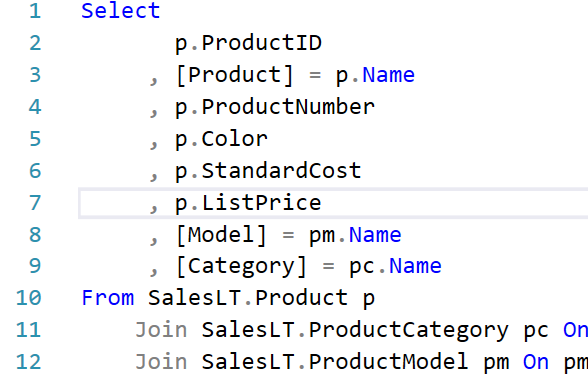 1 Select
2 p.ProductID
3 , [Product] = p.Name
4 , p.ProductNumber
5 , p.Color
6 , p.StandardCost
7 , p.ListPrice
8 , [Model] = pm.Name
9 , [Category] = pc.Name
10 From SalesLT.Product p
11 Join SalesLT.ProductCategory pc On
12 Join SalesLT.ProductModel pm On pm